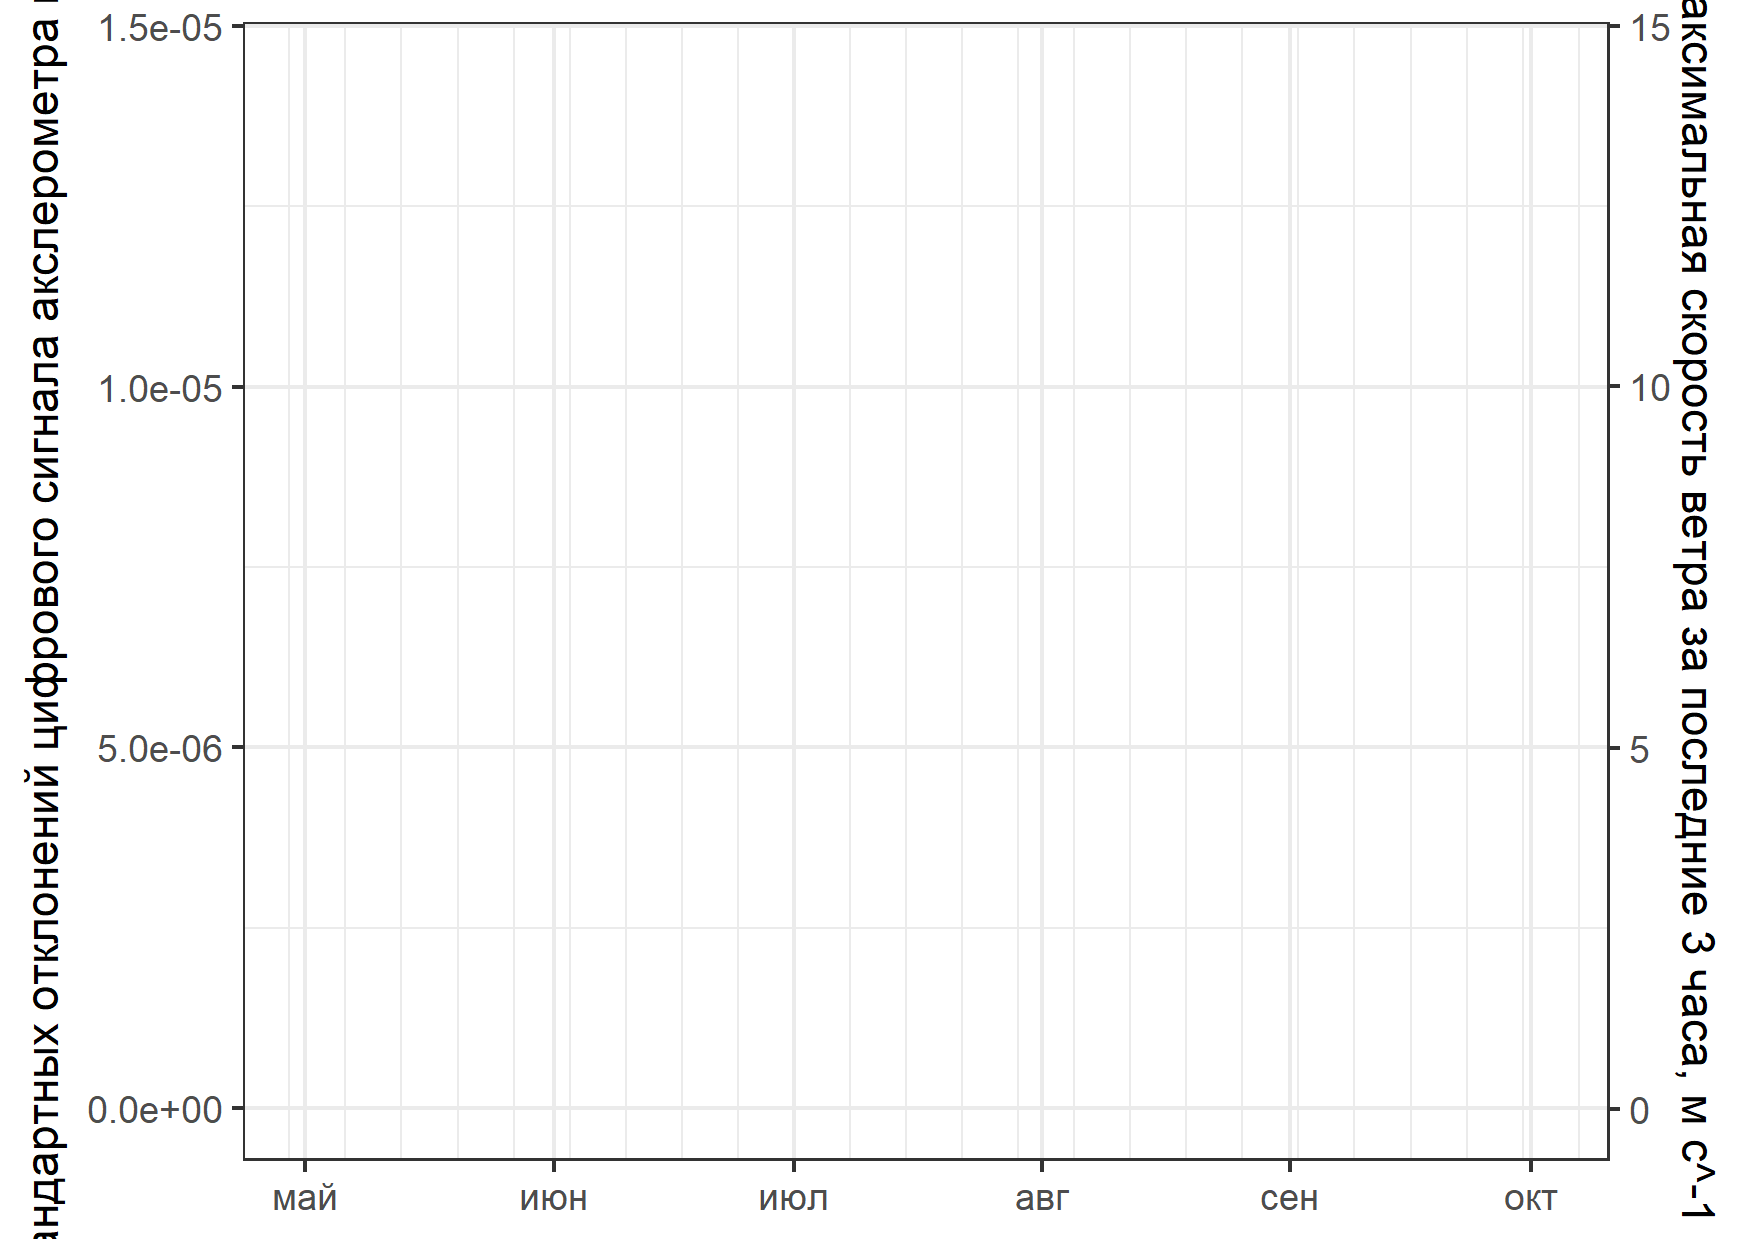 андартных отклонений цифрового сигнала акслерометра
1.5e-05
1.0e-05
5.0e-06
0.0e+00
май июн июл авг сен окт
15
10
5
0
аксимальная скорость ветра за последние 3 часа, м с^-1